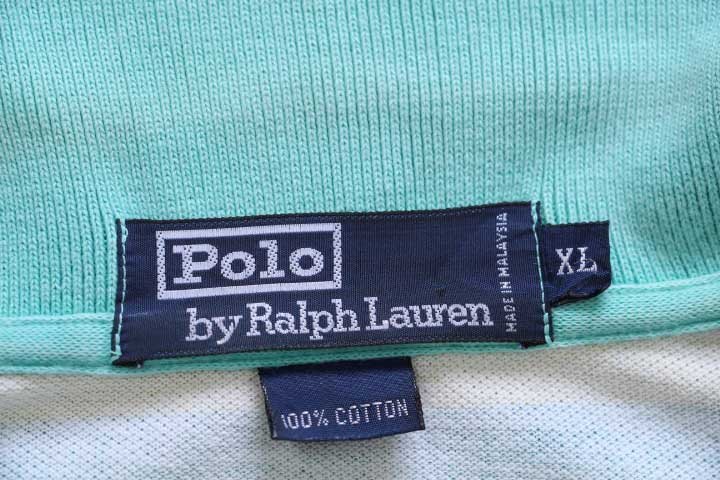 Polo
by Ralph Lauren
MADE IN MALAYSIA
XL
100% COTTON